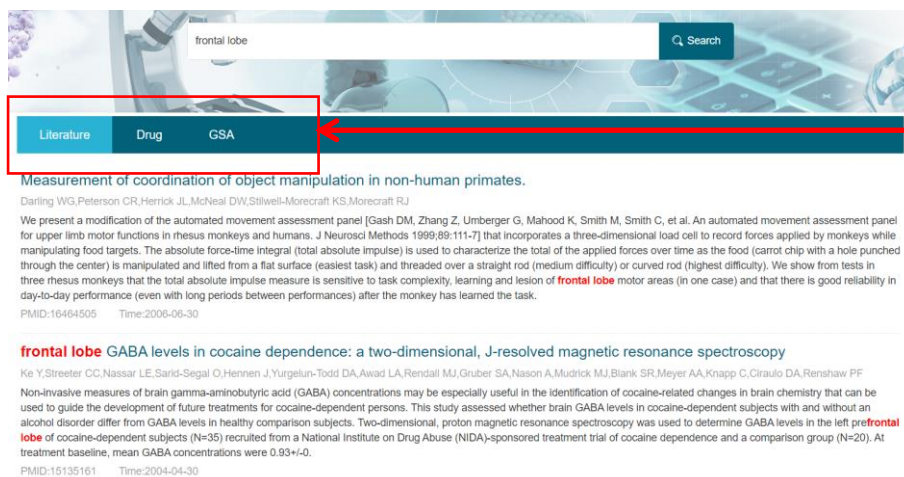 frontal lobe
Search
Literature Drug GSA
Measurement of coordination of object manipulation in non-human primates.
Darling WG,Peterson CR,Herrick JL,McNeal DW,Stilwell-Morecraft KS,Morecraft RJ
We present a modification of the automated movement assessment panel [Gash DM, Zhang Z, Umberger G, Mahood K, Smith M, Smith C, et al. An automated movement assessment panel
for upper limb motor functions in rhesus monkeys and humans. J Neurosci Methods 1999;89:111-7] that incorporates a three-dimensional load cell to record forces applied by monkeys while
manipulating food targets. The absolute force-time integral (total absolute impulse) is used to characterize the total of the applied forces over time as the food (carrot chip with a hole punched
through the center) is manipulated and lifted from a flat surface (easiest task) and threaded over a straight rod (medium difficulty) or curved rod (highest difficulty). We show from tests in
three rhesus monkeys that the total absolute impulse measure is sensitive to task complexity, learning and lesion of frontal lobe motor areas (in one case) and that there is good reliability in
day-to-day performance (even with long periods between performances) after the monkey has learned the task.
PMID:16464505 Time:2006-06-30
frontal lobe GABA levels in cocaine dependence: a two-dimensional, J-resolved magnetic resonance spectroscopy
Ke Y,Streeter CC,Nassar LE,Sarid-Segal O,Hennen J,Yurgelun-Todd DA,Awad LA,Rendall MJ,Gruber SA,Nason A,Mudrick MJ,Blank SR,Meyer AA,Knapp C,Ciraulo DA,Renshaw PF
Non-invasive measures of brain gamma-aminobutyric acid (GABA) concentrations may be especially useful in the identification of cocaine-related changes in brain chemistry that can be
used to guide the development of future treatments for cocaine-dependent persons. This study assessed whether brain GABA levels in cocaine-dependent subjects with and without an
alcohol disorder differ from GABA levels in healthy comparison subjects. Two-dimensional, proton magnetic resonance spectroscopy was used to determine GABA levels in the left prefrontal
lobe of cocaine-dependent subjects (N=35) recruited from a National Institute on Drug Abuse (NIDA)-sponsored treatment trial of cocaine dependence and a comparison group (N=20). At
treatment baseline, mean GABA concentrations were 0.93+/-0.
PMID:15135161 Time:2004-04-30